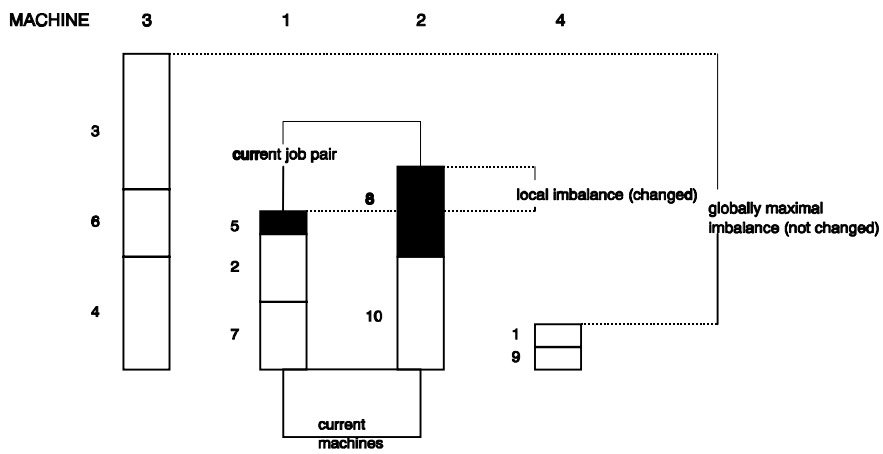 MACHINE 3 1 2 4
3
current job pair
8
local imbalance (changed)
globally maximal
imbalance (not changed)
6
5
2
4
10
7
1
9
current
machines